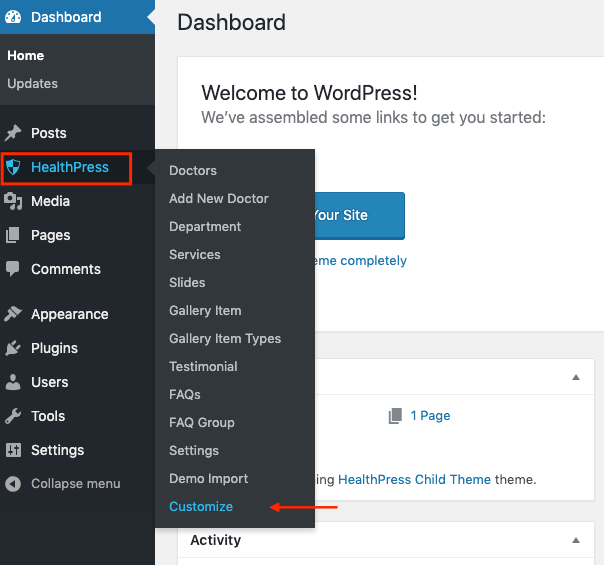 Dashboard
Home
Updates
Posts
HealthPress
Media
Pages
Comments
Appearance
Plugins
Users
Tools
Settings
Collapse menu
Doctors
Add New Doctor
Department
Services
Slides
Gallery Item
Gallery Item Types
Testimonial
FAQs
FAQ Group
Settings
Demo Import
Customize
Dashboard
Welcome to WordPress!
We've assembled some links to get you started:
Your Site
eme completely
1 Page
ing HealthPress Child Theme theme.
Activity